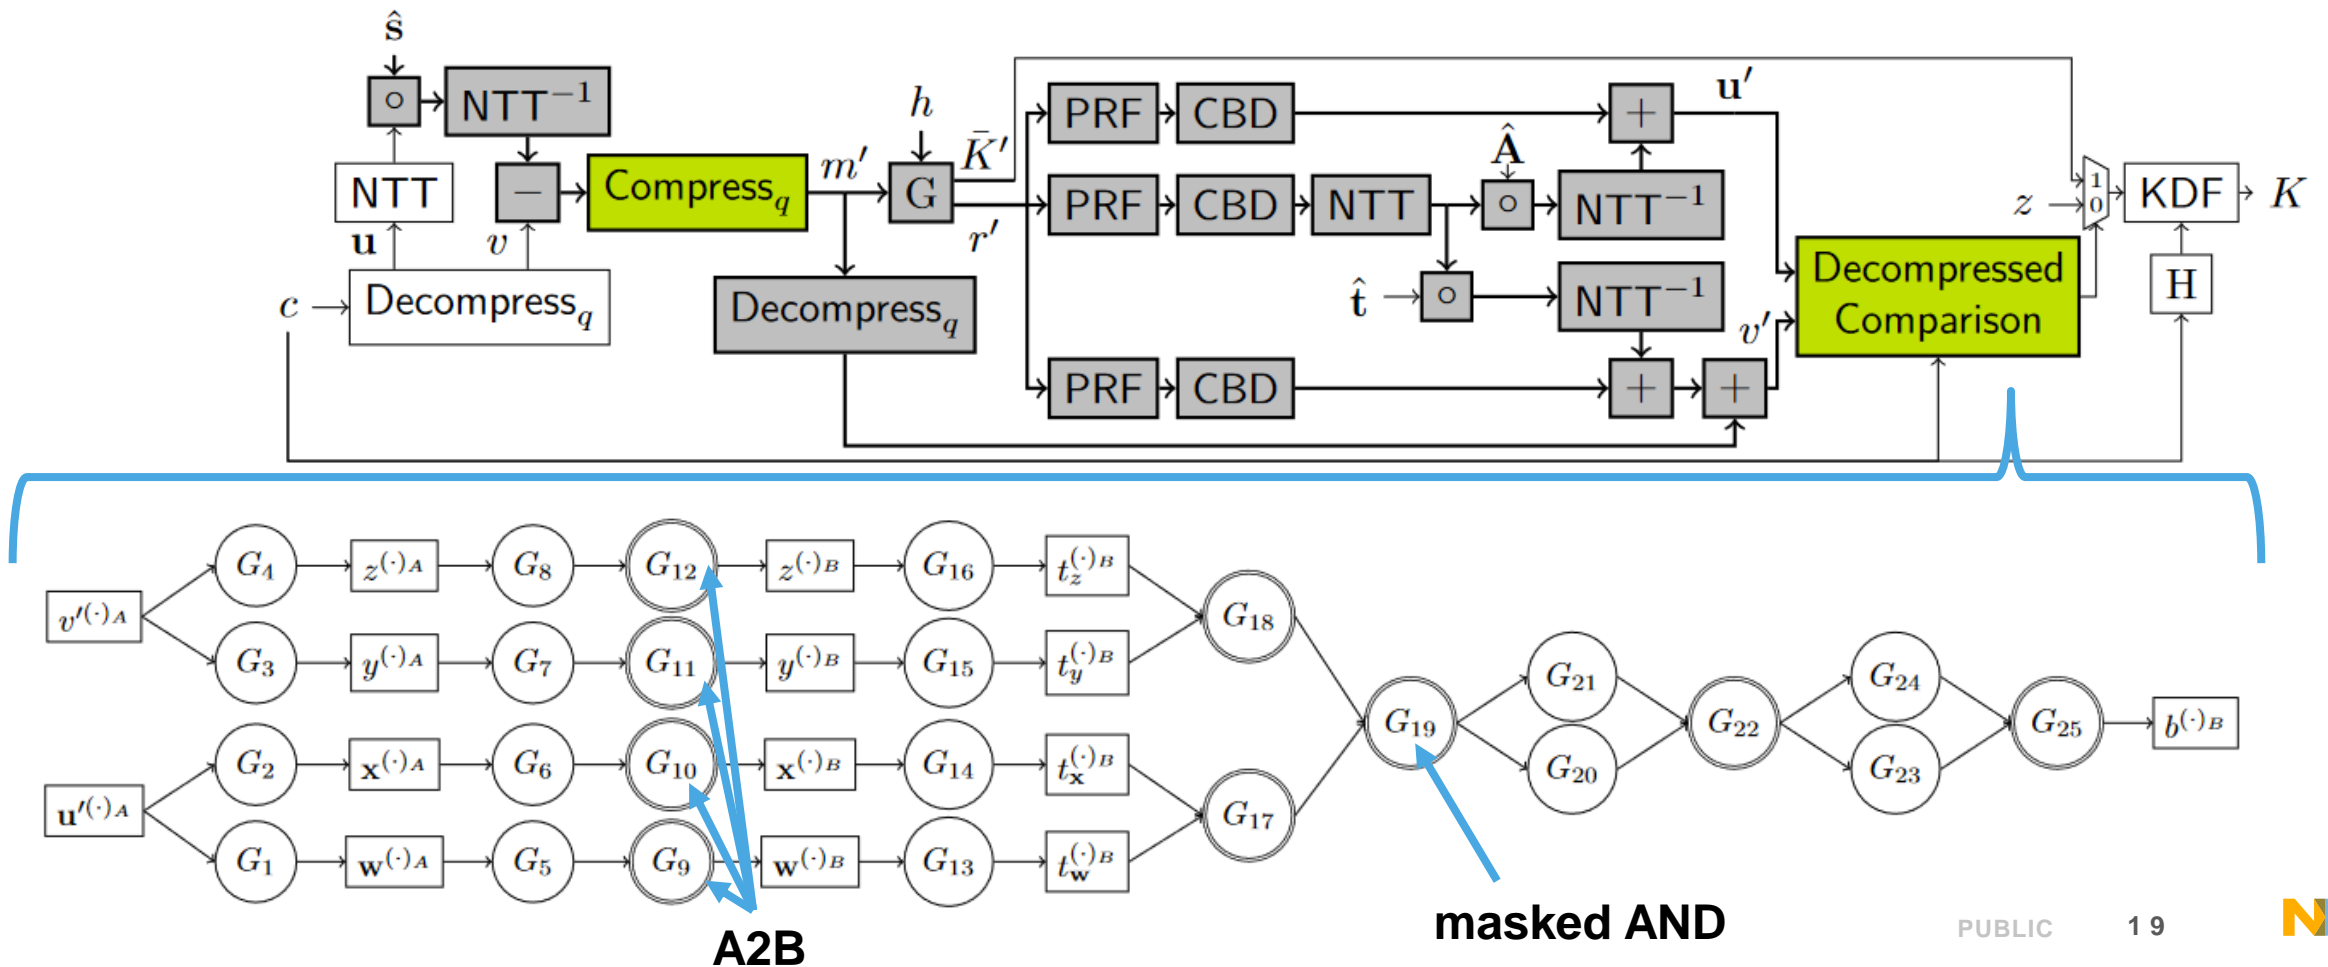 ŝ
∘ NTT⁻¹ h u′
PRF CBD +
K̄′ Â
NTT − Compress_q m′ G PRF CBD NTT ∘ NTT⁻¹ z 1 0 KDF K
u v r′
c Decompress_q Decompress_q t̂ ∘ NTT⁻¹ v′ Decompressed Comparison H
PRF CBD + +
G₄ z^(·)A G₈ G₁₂ z^(·)B G₁₆ t_z^(·)B
v′^(·)A G₁₈
G₃ y^(·)A G₇ G₁₁ y^(·)B G₁₅ t_y^(·)B
G₂₁ G₂₄
G₁₉ G₂₂ G₂₅ b^(·)B
G₂ x^(·)A G₆ G₁₀ x^(·)B G₁₄ t_x^(·)B G₂₀ G₂₃
u′^(·)A G₁₇
G₁ w^(·)A G₅ G₉ w^(·)B G₁₃ t_w^(·)B
A2B
masked AND
PUBLIC 19
N